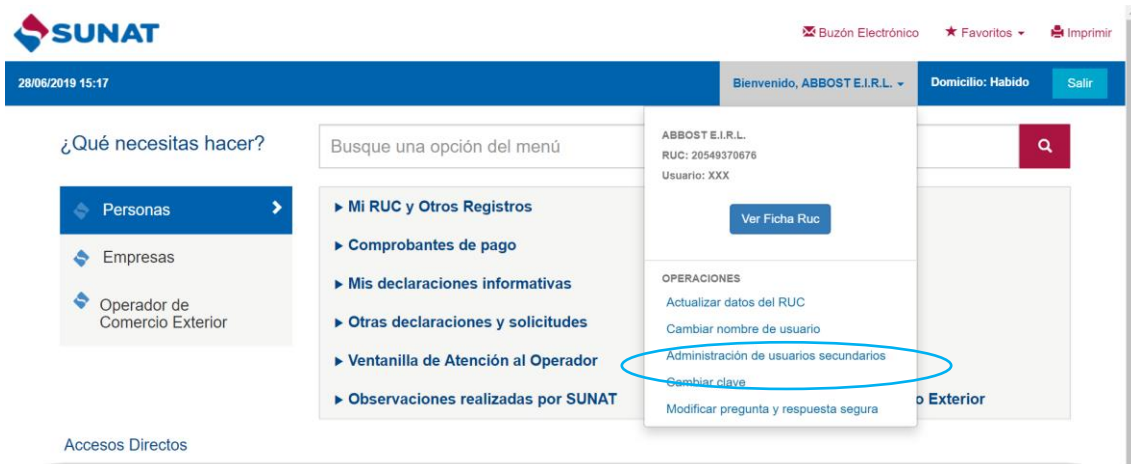 SUNAT
Buzón Electrónico
Favoritos
Imprimir
28/06/2019 15:17
Bienvenido, ABBOST E.I.R.L.
Domicilio: Habido
Salir
¿Qué necesitas hacer?
Busque una opción del menú
Personas
Empresas
Operador de
Comercio Exterior
Mi RUC y Otros Registros
Comprobantes de pago
Mis declaraciones informativas
Otras declaraciones y solicitudes
Ventanilla de Atención al Operador
Observaciones realizadas por SUNAT
o Exterior
ABBOST E.I.R.L.
RUC: 20549370676
Usuario: XXX
Ver Ficha Ruc
OPERACIONES
Actualizar datos del RUC
Cambiar nombre de usuario
Administración de usuarios secundarios
Cambiar clave
Modificar pregunta y respuesta segura
Accesos Directos